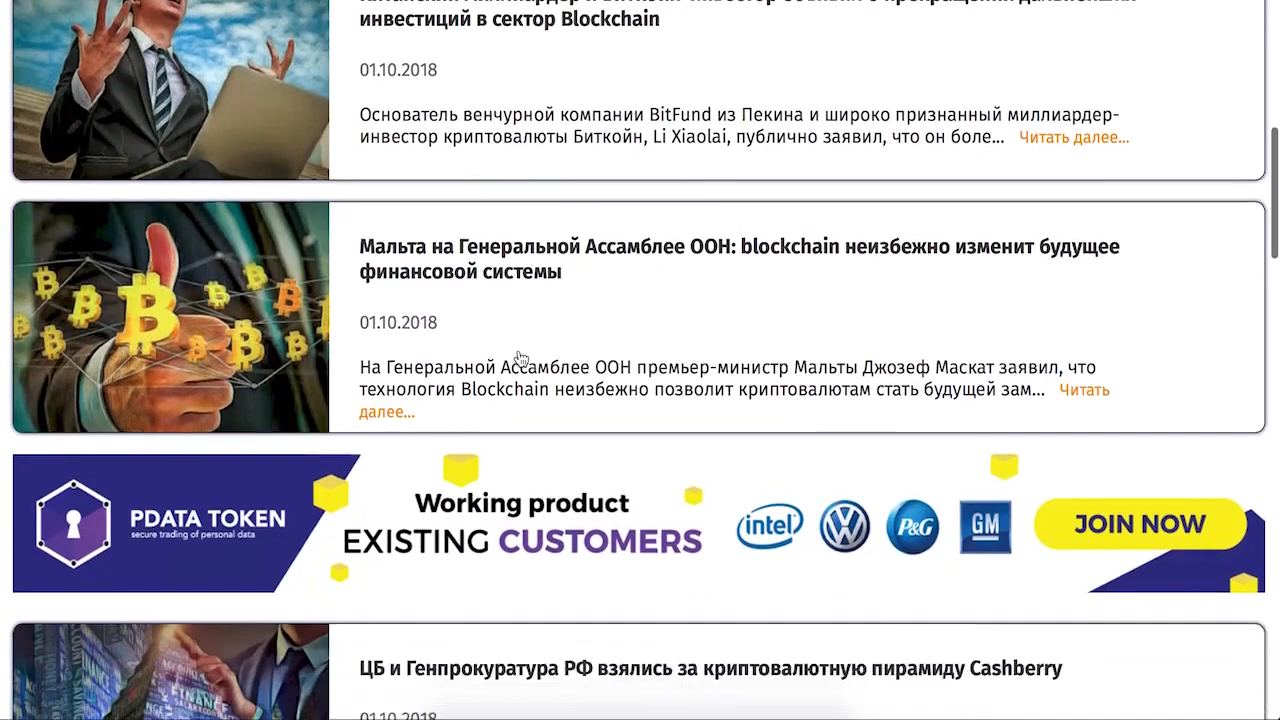 инвестиций в сектор Blockchain
01.10.2018
Основатель венчурной компании BitFund из Пекина и широко признанный миллиардер-
инвестор криптовалюты Биткойн, Li Xiaolai, публично заявил, что он боле... Читать далее...
Мальта на Генеральной Ассамблее ООН: blockchain неизбежно изменит будущее
финансовой системы
01.10.2018
На Генеральной Ассамблее ООН премьер-министр Мальты Джозеф Маскат заявил, что
технология Blockchain неизбежно позволит криптовалютам стать будущей зам... Читать
далее...
PDATA TOKEN
secure trading of personal data
Working product
EXISTING CUSTOMERS
intel
P&G
GM
JOIN NOW
ЦБ и Генпрокуратура РФ взялись за криптовалютную пирамиду Cashberry
01.10.2018